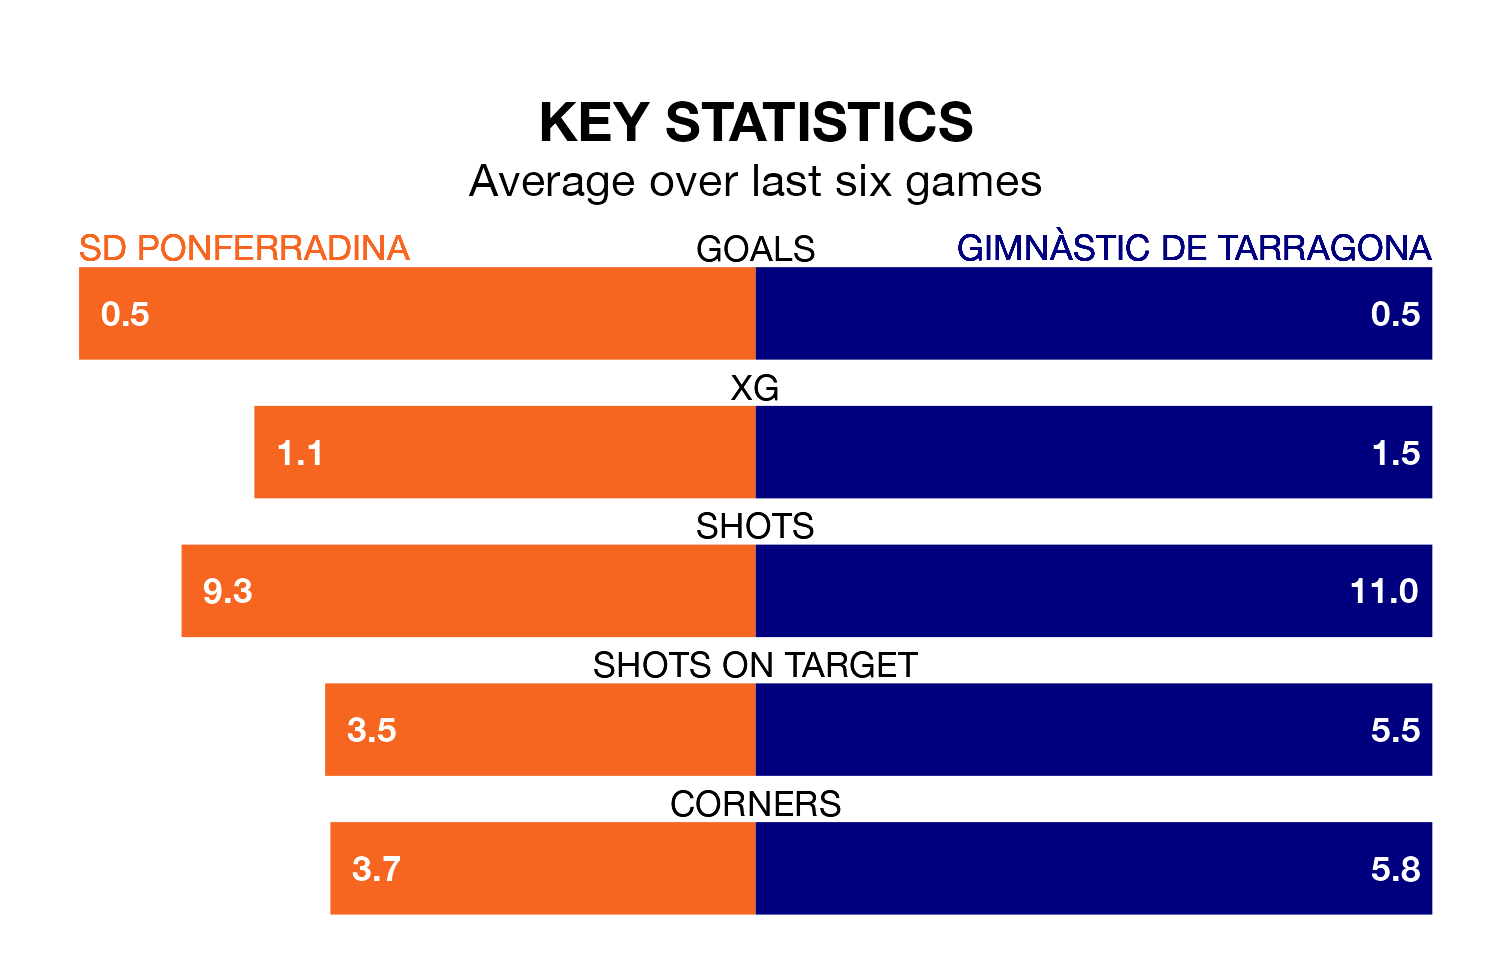 KEY STATISTICS
Average over last six games
SD PONFERRADINA GOALS GIMNÀSTIC DE TARRAGONA
0.5 0.5
XG
1.1 1.5
SHOTS
9.3 11.0
SHOTS ON TARGET
3.5 5.5
CORNERS
3.7 5.8